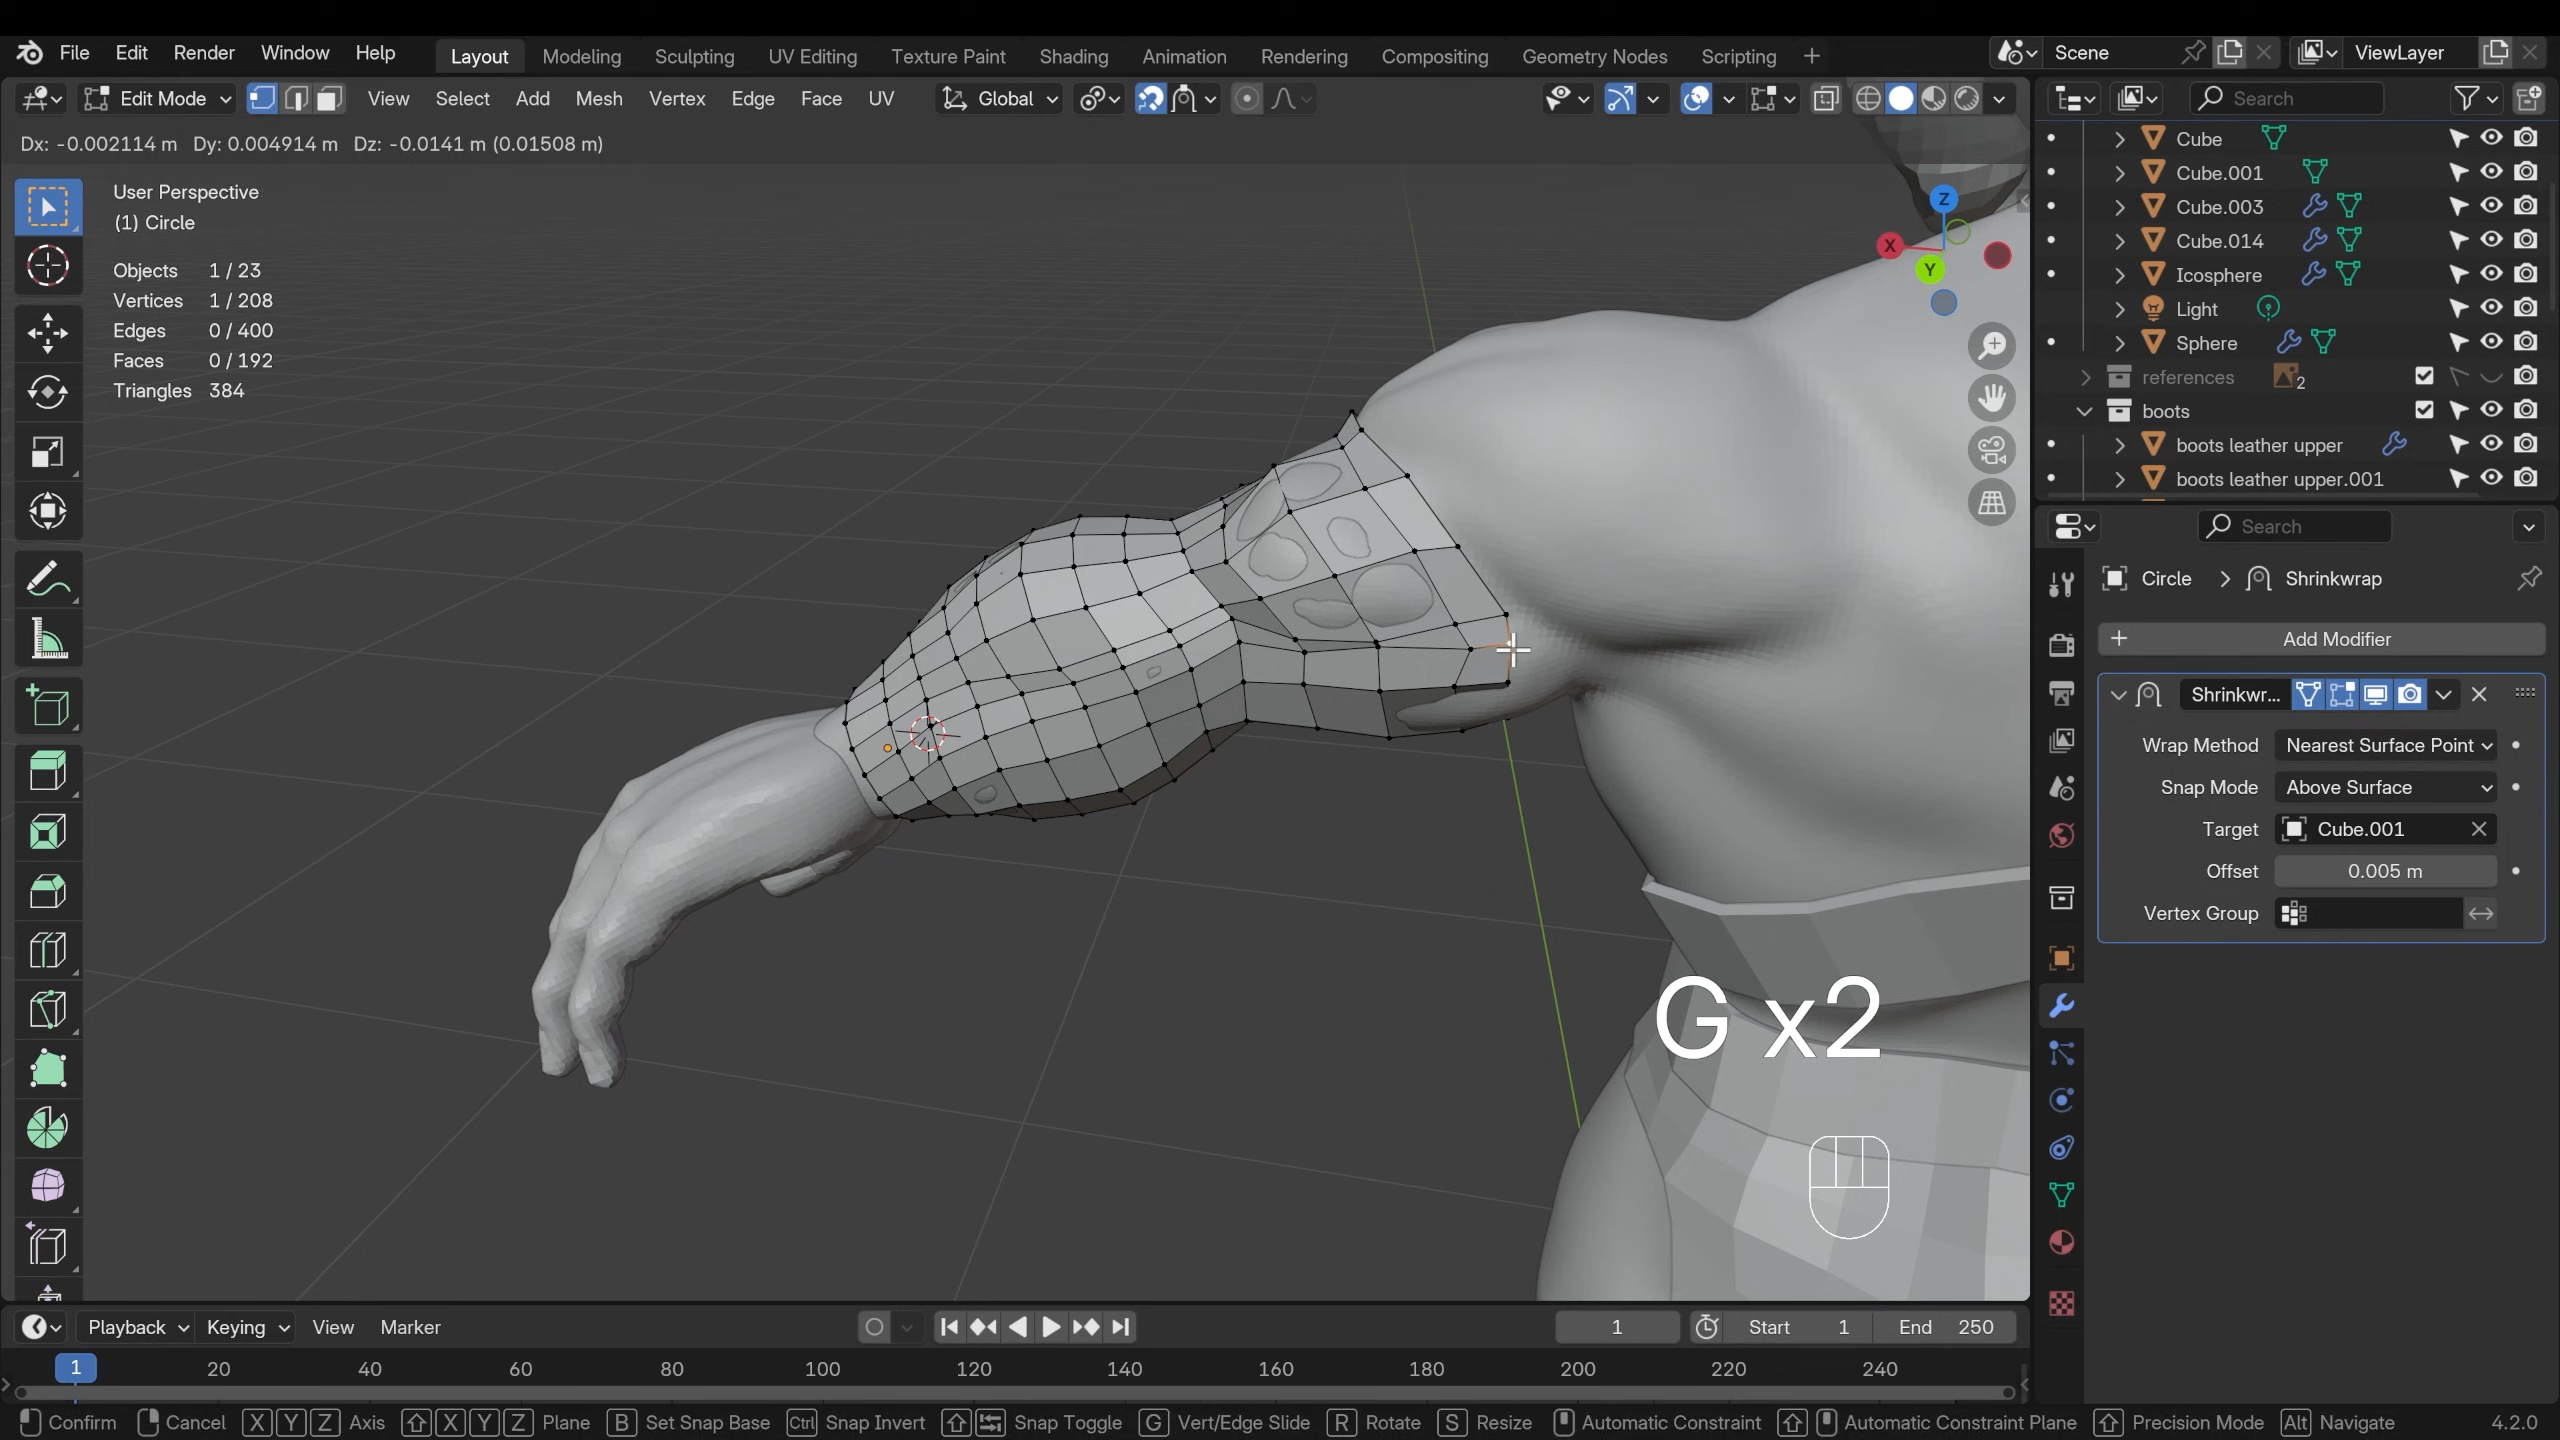 File Edit Render Window Help Layout Modeling Sculpting UV Editing Texture Paint Shading Animation Rendering Compositing Geometry Nodes Scripting + Scene ViewLayer
Edit Mode View Select Add Mesh Vertex Edge Face UV Global Search
Dx: -0.002114 m Dy: 0.004914 m Dz: -0.0141 m (0.01508 m)
User Perspective
(1) Circle
Objects 1 / 23
Vertices 1 / 208
Edges 0 / 400
Faces 0 / 192
Triangles 384
Z
X
Y
Cube
Cube.001
Cube.003
Cube.014
Icosphere
Light
Sphere
references 2
boots
boots leather upper
boots leather upper.001
Search
Circle > Shrinkwrap
+ Add Modifier
Shrinkwr...
Wrap Method Nearest Surface Point
Snap Mode Above Surface
Target Cube.001
Offset 0.005 m
Vertex Group
G x2
Playback Keying View Marker 1 Start 1 End 250
1 20 40 60 80 100 120 140 160 180 200 220 240
Confirm Cancel X Y Z Axis X Y Z Plane B Set Snap Base Ctrl Snap Invert Snap Toggle G Vert/Edge Slide R Rotate S Resize Automatic Constraint Automatic Constraint Plane Precision Mode Alt Navigate 4.2.0